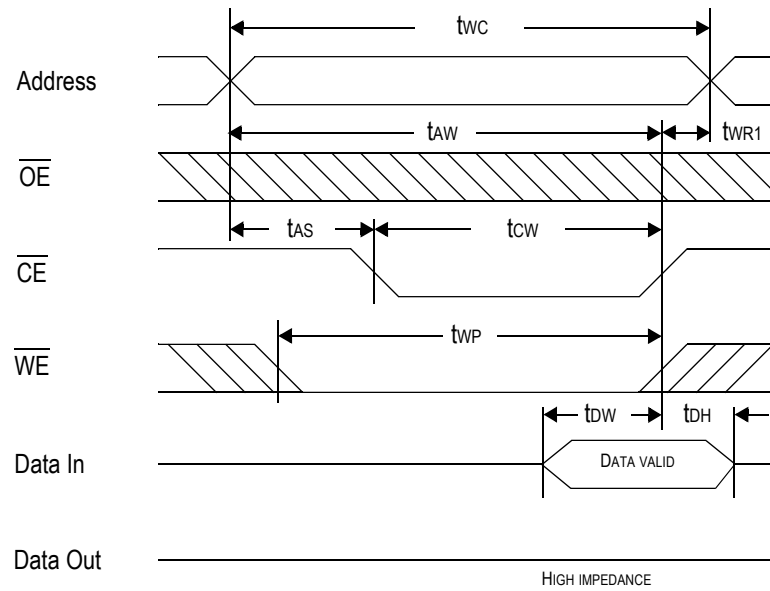 tWC
Address
tAW
tWR1
OE
tAS
tCW
CE
tWP
WE
tDW
tDH
Data In
DATA VALID
Data Out
HIGH IMPEDANCE